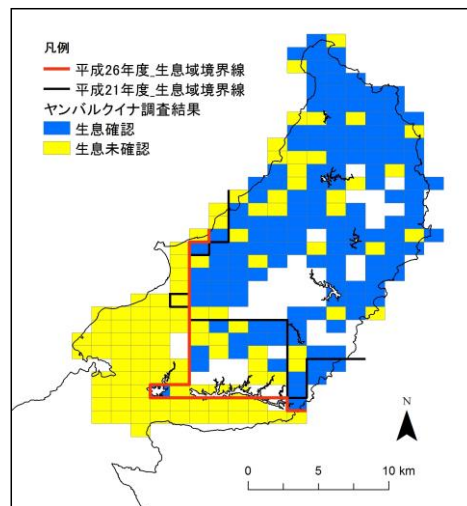 凡例
平成26年度_生息域境界線
平成21年度_生息域境界線
ヤンバルクイナ調査結果
生息確認
生息未確認
N
0 5 10 km